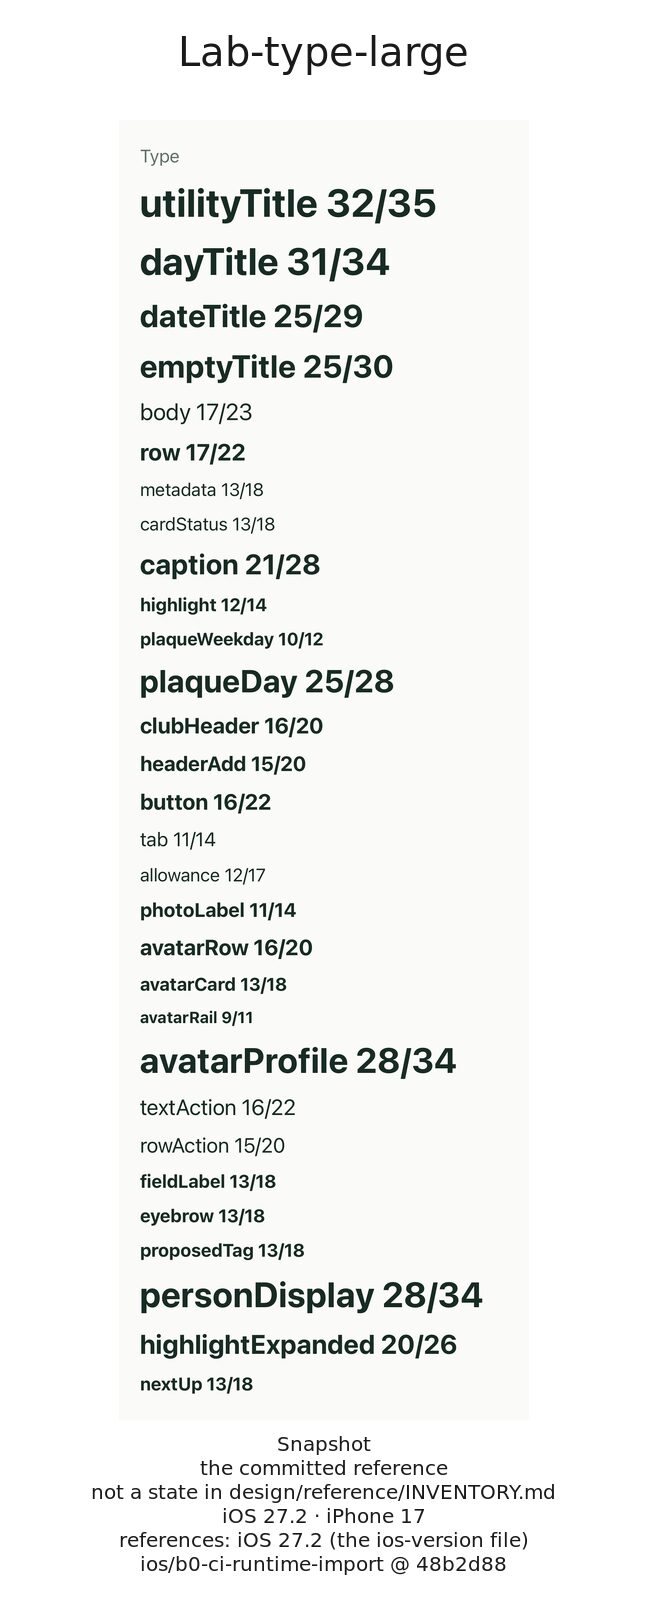 Lab-type-large
Type
utilityTitle 32/35
dayTitle 31/34
dateTitle 25/29
emptyTitle 25/30
body 17/23
row 17/22
metadata 13/18
cardStatus 13/18
caption 21/28
highlight 12/14
plaqueWeekday 10/12
plaqueDay 25/28
clubHeader 16/20
headerAdd 15/20
button 16/22
tab 11/14
allowance 12/17
photoLabel 11/14
avatarRow 16/20
avatarCard 13/18
avatarRail 9/11
avatarProfile 28/34
textAction 16/22
rowAction 15/20
fieldLabel 13/18
eyebrow 13/18
proposedTag 13/18
personDisplay 28/34
highlightExpanded 20/26
nextUp 13/18
Snapshot
the committed reference
not a state in design/reference/INVENTORY.md
iOS 27.2 · iPhone 17
references: iOS 27.2 (the ios-version file)
ios/b0-ci-runtime-import @ 48b2d88